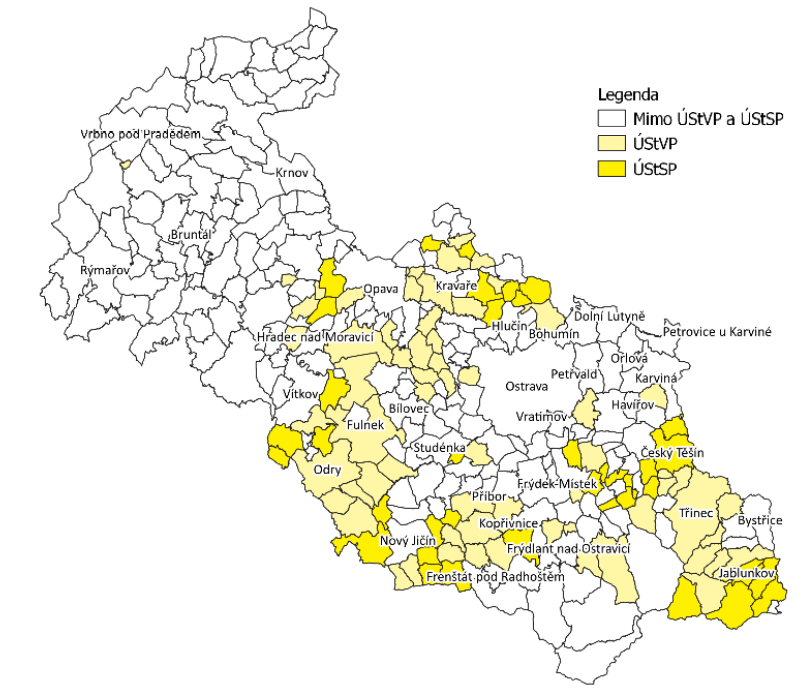 Legenda
Mimo ÚStVP a ÚStSP
ÚStVP
ÚStSP
Vrbno pod Pradědem
Krnov
Bruntál
Rýmařov
Opava
Kravaře
Hlučín
Bohumín
Dolní Lutyně
Petrovice u Karviné
Hradec nad Moravicí
Orlová
Petřvald
Karviná
Ostrava
Vítkov
Bílovec
Havířov
Vratimov
Fulnek
Studénka
Český Těšín
Odry
Frýdek-Místek
Příbor
Třinec
Kopřivnice
Bystřice
Nový Jičín
Frýdlant nad Ostravicí
Frenštát pod Radhoštěm
Jablunkov